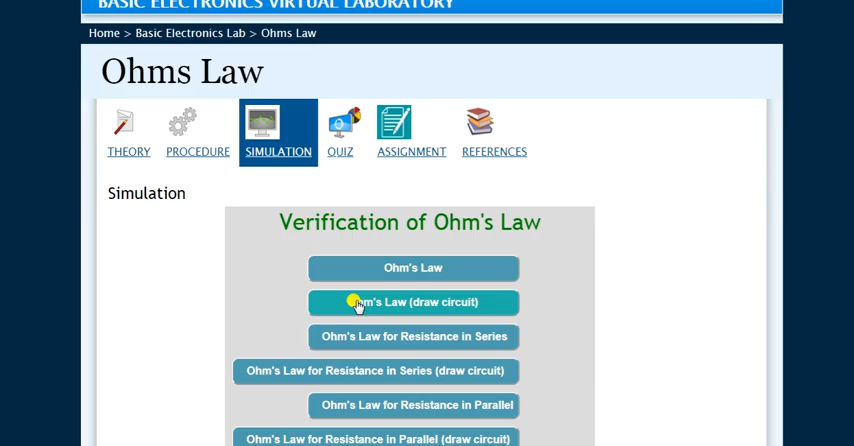 BASIC ELECTRONICS VIRTUAL LABORATORY
Home > Basic Electronics Lab > Ohms Law
Ohms Law
THEORY PROCEDURE SIMULATION QUIZ ASSIGNMENT REFERENCES
Simulation
Verification of Ohm's Law
Ohm's Law
m's Law (draw circuit)
Ohm's Law for Resistance in Series
Ohm's Law for Resistance in Series (draw circuit)
Ohm's Law for Resistance in Parallel
Ohm's Law for Resistance in Parallel (draw circuit)